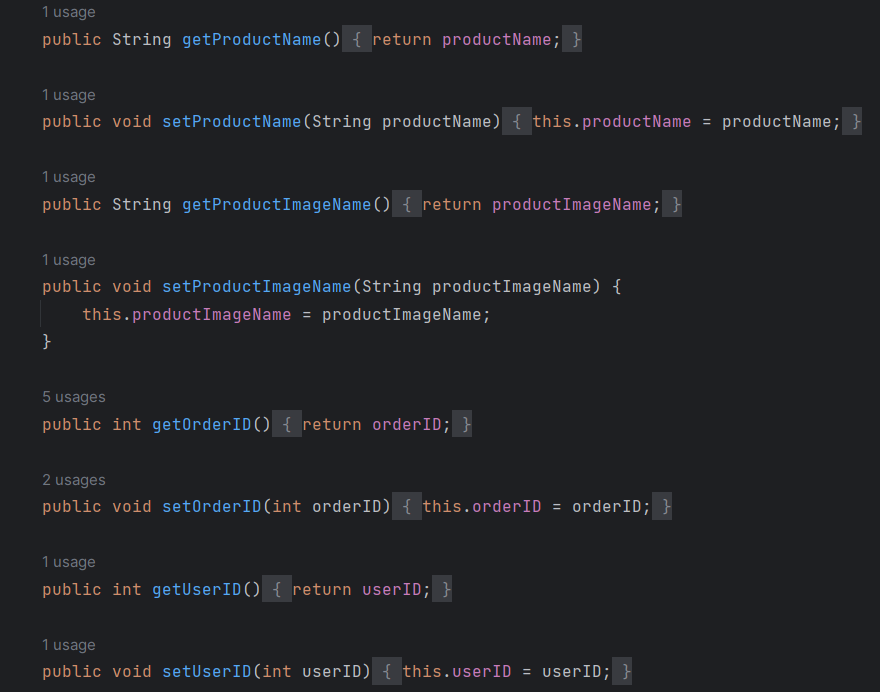 1 usage
public String getProductName() { return productName; }
1 usage
public void setProductName(String productName) { this.productName = productName; }
1 usage
public String getProductImageName() { return productImageName; }
1 usage
public void setProductImageName(String productImageName) {
this.productImageName = productImageName;
}
5 usages
public int getOrderID() { return orderID; }
2 usages
public void setOrderID(int orderID) { this.orderID = orderID; }
1 usage
public int getUserID() { return userID; }
1 usage
public void setUserID(int userID) { this.userID = userID; }